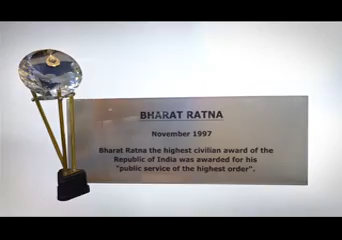 BHARAT RATNA
November 1997
Bharat Ratna the highest civilian award of the
Republic of India was awarded for his
"public service of the highest order".